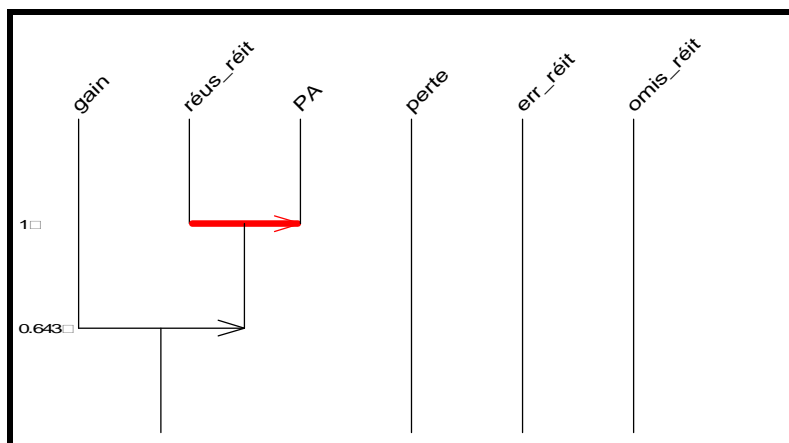 gain
réus_réit
PA
perte
err_réit
omis_réit
1□
0.643□